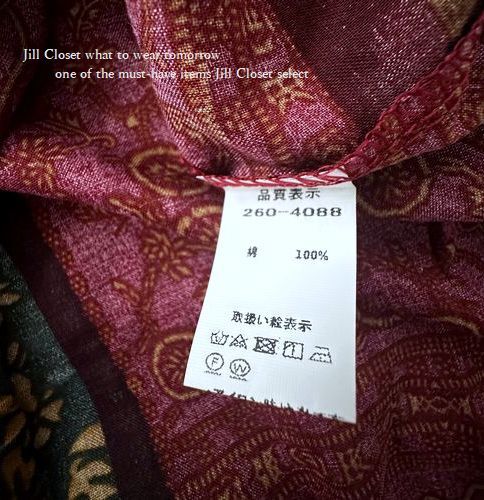 Jill Closet what to wear tomorrow
one of the must-have items Jill Closet select
品質表示
260-4088
綿 100%
取扱い絵表示
F W